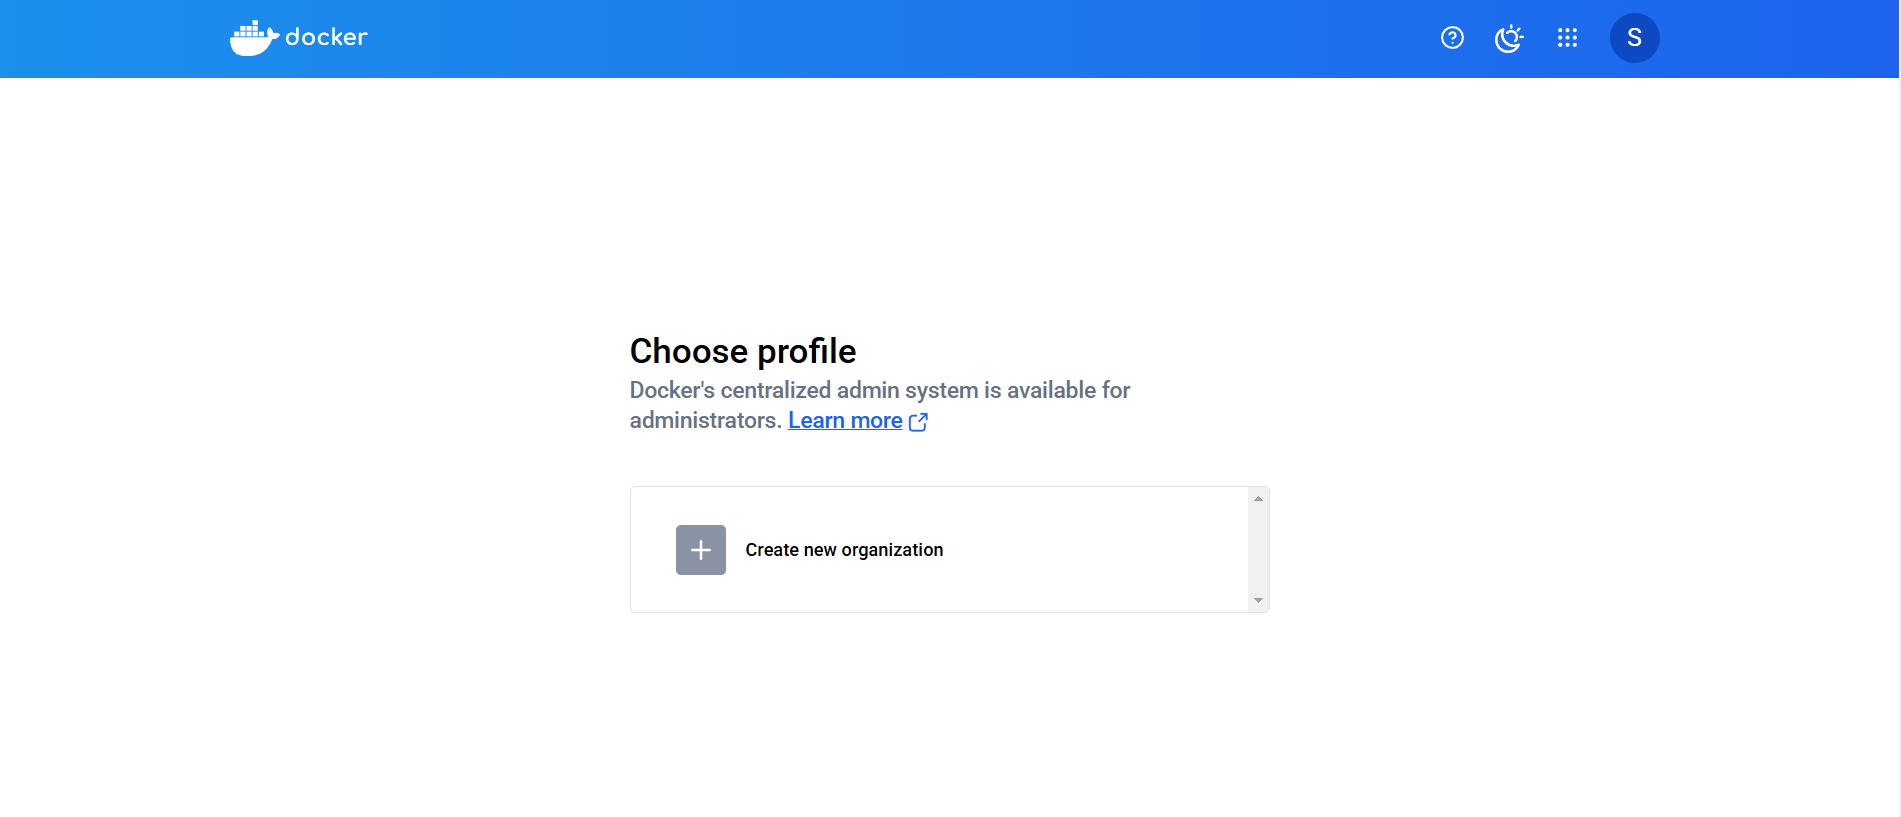 docker
S
Choose profile
Docker's centralized admin system is available for
administrators. Learn more
Create new organization